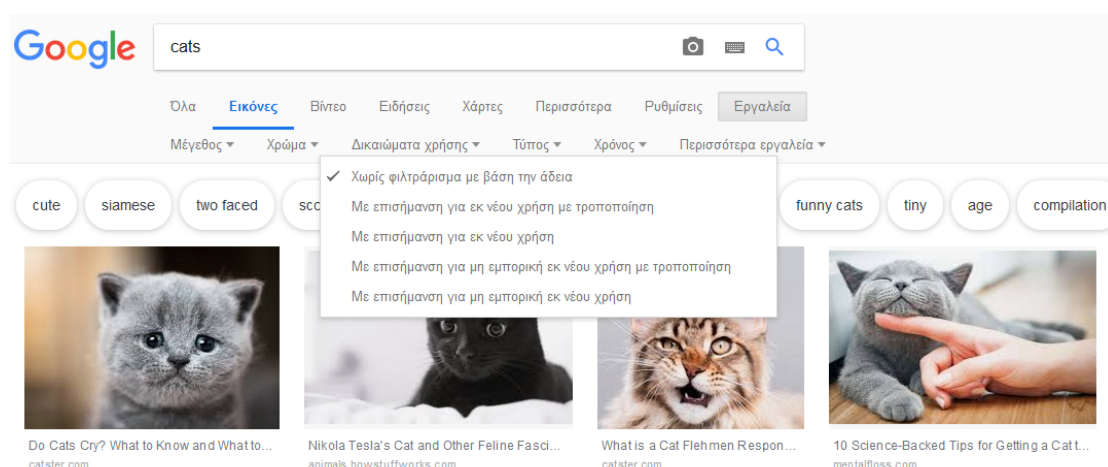 Google
cats
Όλα Εικόνες Βίντεο Ειδήσεις Χάρτες Περισσότερα Ρυθμίσεις Εργαλεία
Μέγεθος Χρώμα Δικαιώματα χρήσης Τύπος Χρόνος Περισσότερα εργαλεία
Χωρίς φιλτράρισμα με βάση την άδεια
Με επισήμανση για εκ νέου χρήση με τροποποίηση
Με επισήμανση για εκ νέου χρήση
Με επισήμανση για μη εμπορική εκ νέου χρήση με τροποποίηση
Με επισήμανση για μη εμπορική εκ νέου χρήση
cute siamese two faced sco funny cats tiny age compilation
Do Cats Cry? What to Know and What to... Nikola Tesla's Cat and Other Feline Fasci... What is a Cat Flehmen Respon... 10 Science-Backed Tips for Getting a Cat t...
catster.com animals.howstuffworks.com catster.com mentalfloss.com